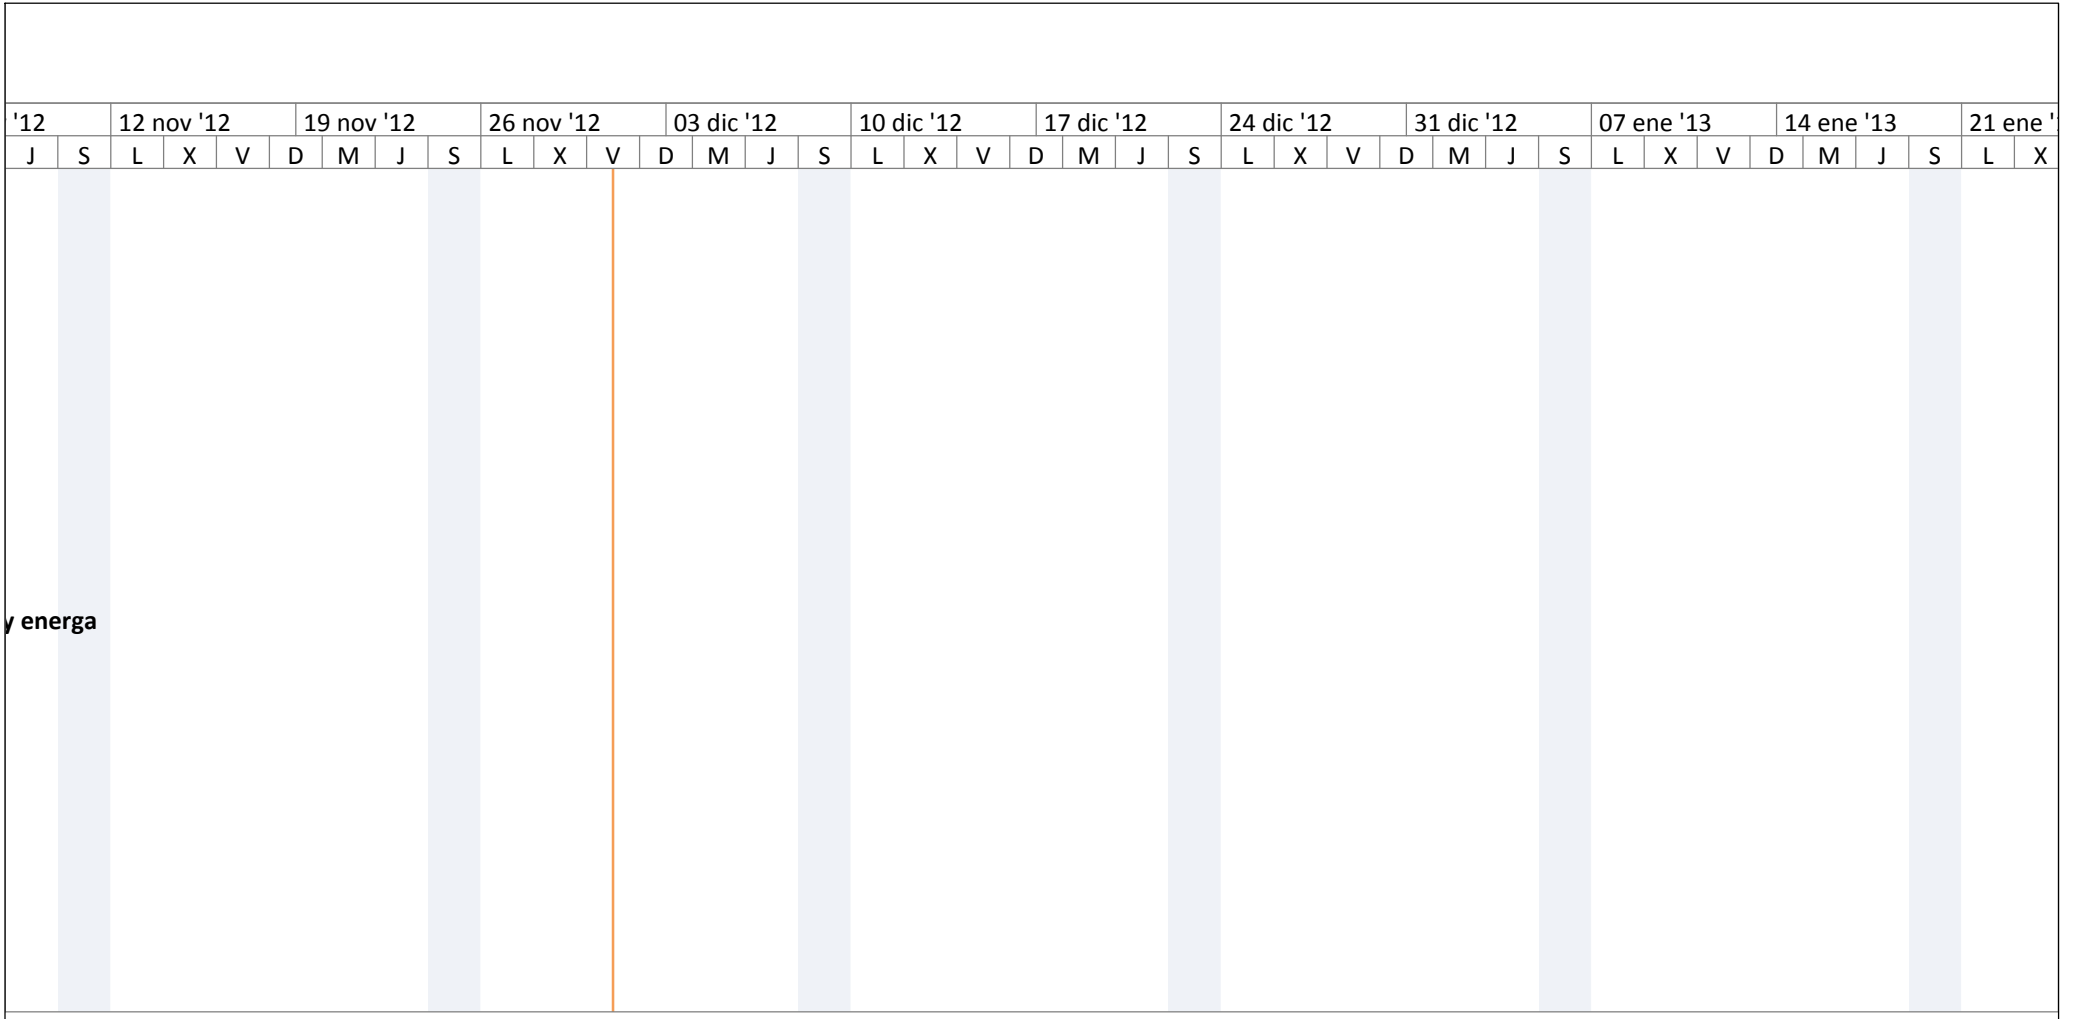 '12 12 nov '12 19 nov '12 26 nov '12 03 dic '12 10 dic '12 17 dic '12 24 dic '12 31 dic '12 07 ene '13 14 ene '13 21 ene '
J S L X V D M J S L X V D M J S L X V D M J S L X V D M J S L X V D M J S L X
y energa